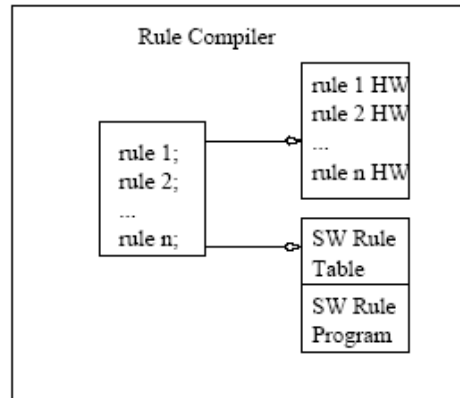 Rule Compiler
rule 1;
rule 2;
...
rule n;
rule 1 HW
rule 2 HW
...
rule n HW
SW Rule
Table
SW Rule
Program